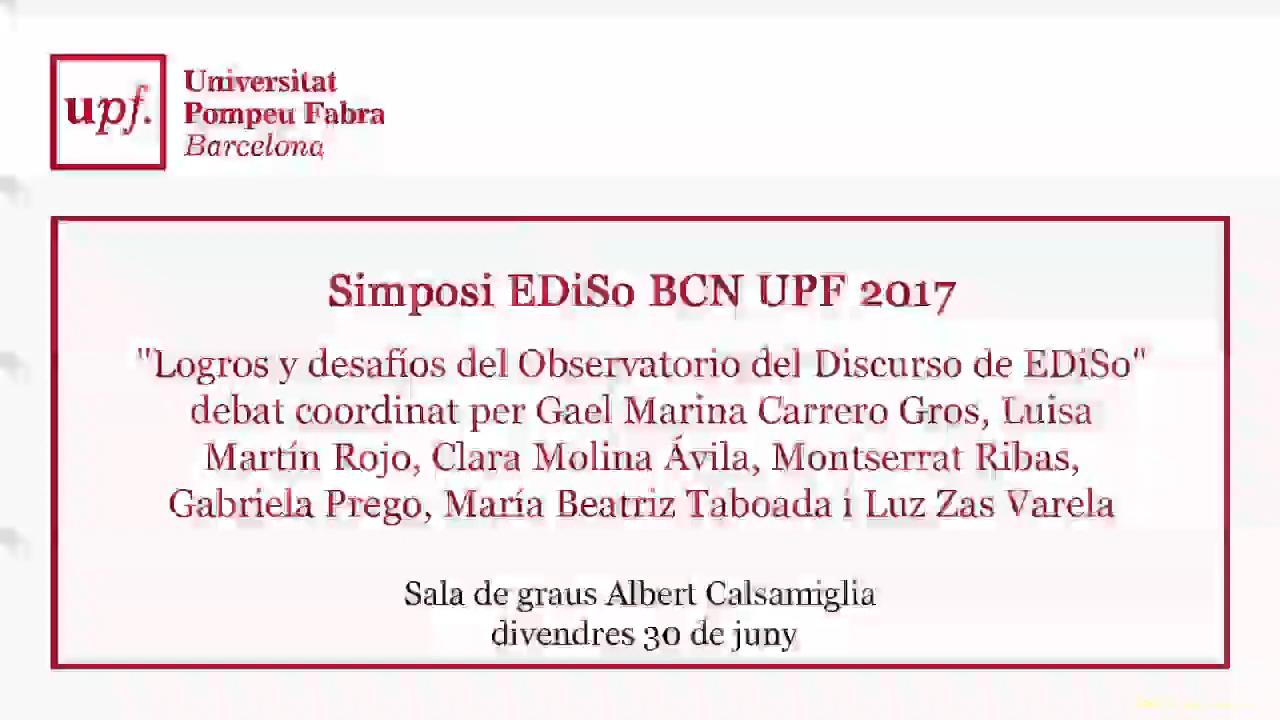 upf.
Universitat
Pompeu Fabra
Barcelona
Simposi EDiSo BCN UPF 2017
"Logros y desafíos del Observatorio del Discurso de EDiSo"
debat coordinat per Gael Marina Carrero Gros, Luisa
Martín Rojo, Clara Molina Ávila, Montserrat Ribas,
Gabriela Prego, María Beatriz Taboada i Luz Zas Varela
Sala de graus Albert Calsamiglia
divendres 30 de juny